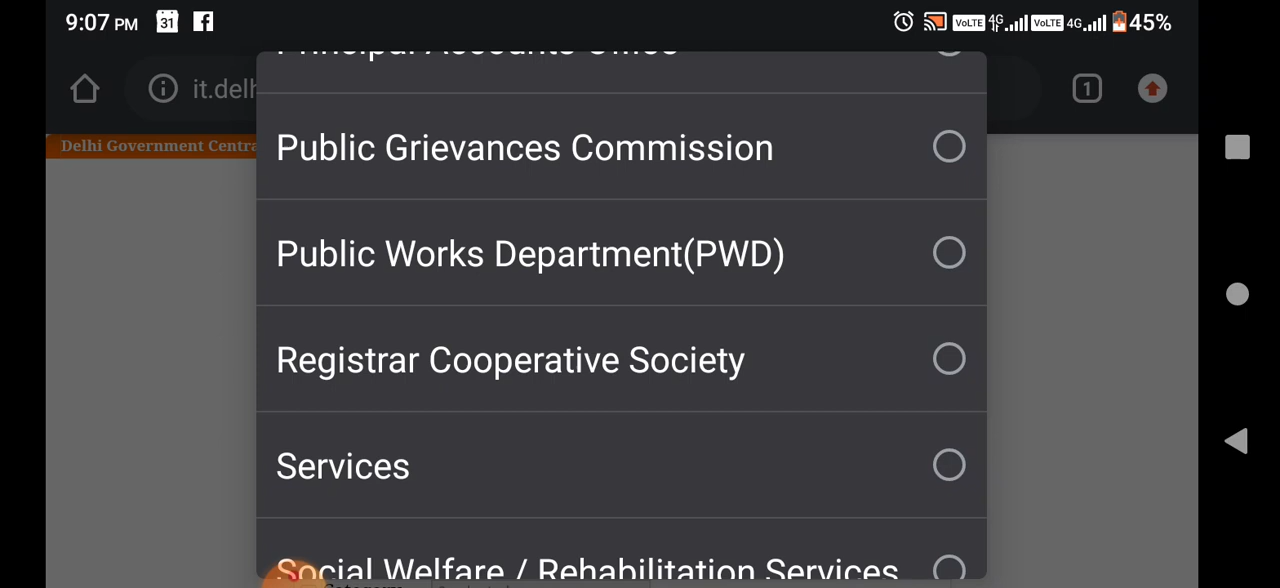 9:07 PM 31 VoLTE 4G VoLTE 4G 45%
Principal Accounts Office
it.delh 1
Delhi Government Centra
Public Grievances Commission
Public Works Department(PWD)
Registrar Cooperative Society
Services
Social Welfare / Rehabilitation Services